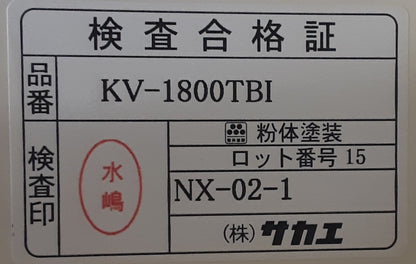 検査合格証
品番 KV-1800TBI
検査印 水嶋
粉体塗装
ロット番号 15
NX-02-1
(株) サカエ